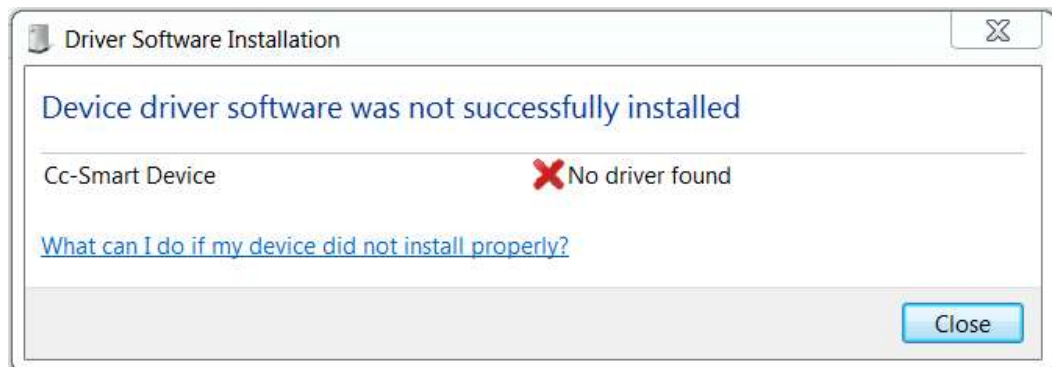 Driver Software Installation
Device driver software was not successfully installed
Cc-Smart Device No driver found
What can I do if my device did not install properly?
Close